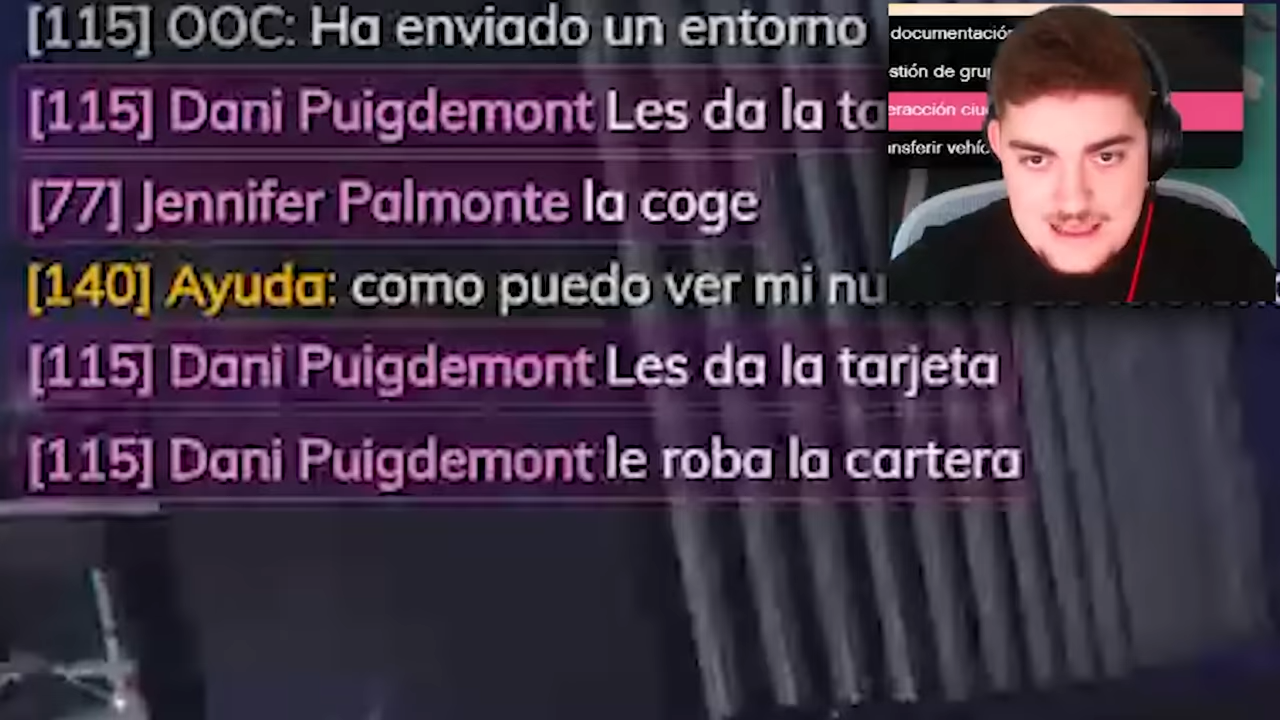 [115] OOC: Ha enviado un entorno
documentación
stión de gru
[115] Dani Puigdemont Les da la ta
eracción ciu
nsferir vehíc
[77] Jennifer Palmonte la coge
[140] Ayuda: como puedo ver mi nu
[115] Dani Puigdemont Les da la tarjeta
[115] Dani Puigdemont le roba la cartera